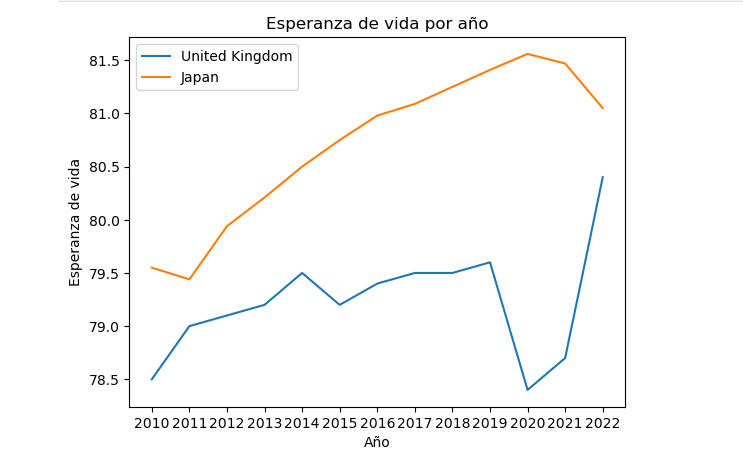 Esperanza de vida por año
United Kingdom
Japan
81.5
81.0
80.5
80.0
79.5
79.0
78.5
Esperanza de vida
2010 2011 2012 2013 2014 2015 2016 2017 2018 2019 2020 2021 2022
Año